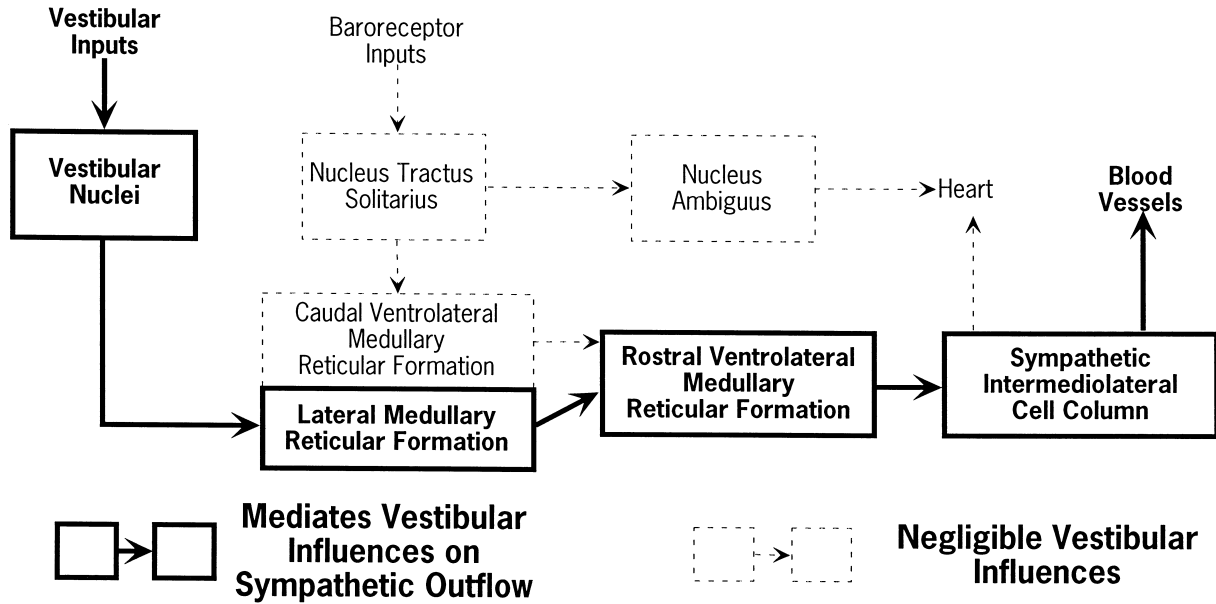 Vestibular
Inputs
Baroreceptor
Inputs
Vestibular
Nuclei
Nucleus Tractus
Solitarius
Nucleus
Ambiguus
Heart
Blood
Vessels
Caudal Ventrolateral
Medullary
Reticular Formation
Lateral Medullary
Reticular Formation
Rostral Ventrolateral
Medullary
Reticular Formation
Sympathetic
Intermediolateral
Cell Column
Mediates Vestibular
Influences on
Sympathetic Outflow
Negligible Vestibular
Influences